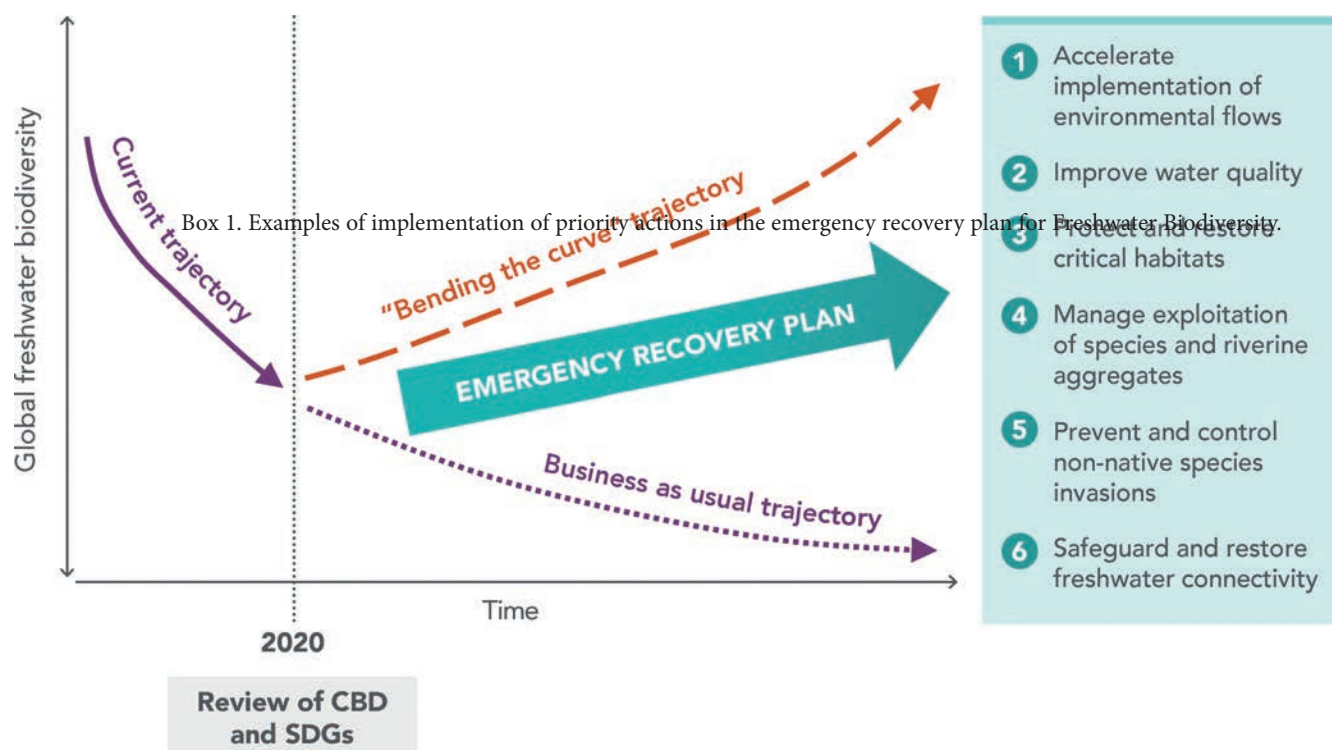 Global freshwater biodiversity
Current trajectory
"Bending the curve" trajectory
EMERGENCY RECOVERY PLAN
Business as usual trajectory
Time
2020
Review of CBD
and SDGs
Box 1. Examples of implementation of priority actions in the emergency recovery plan for Freshwater Biodiversity.
1 Accelerate
implementation of
environmental flows
2 Improve water quality
3 Protect and restore
critical habitats
4 Manage exploitation
of species and riverine
aggregates
5 Prevent and control
non-native species
invasions
6 Safeguard and restore
freshwater connectivity